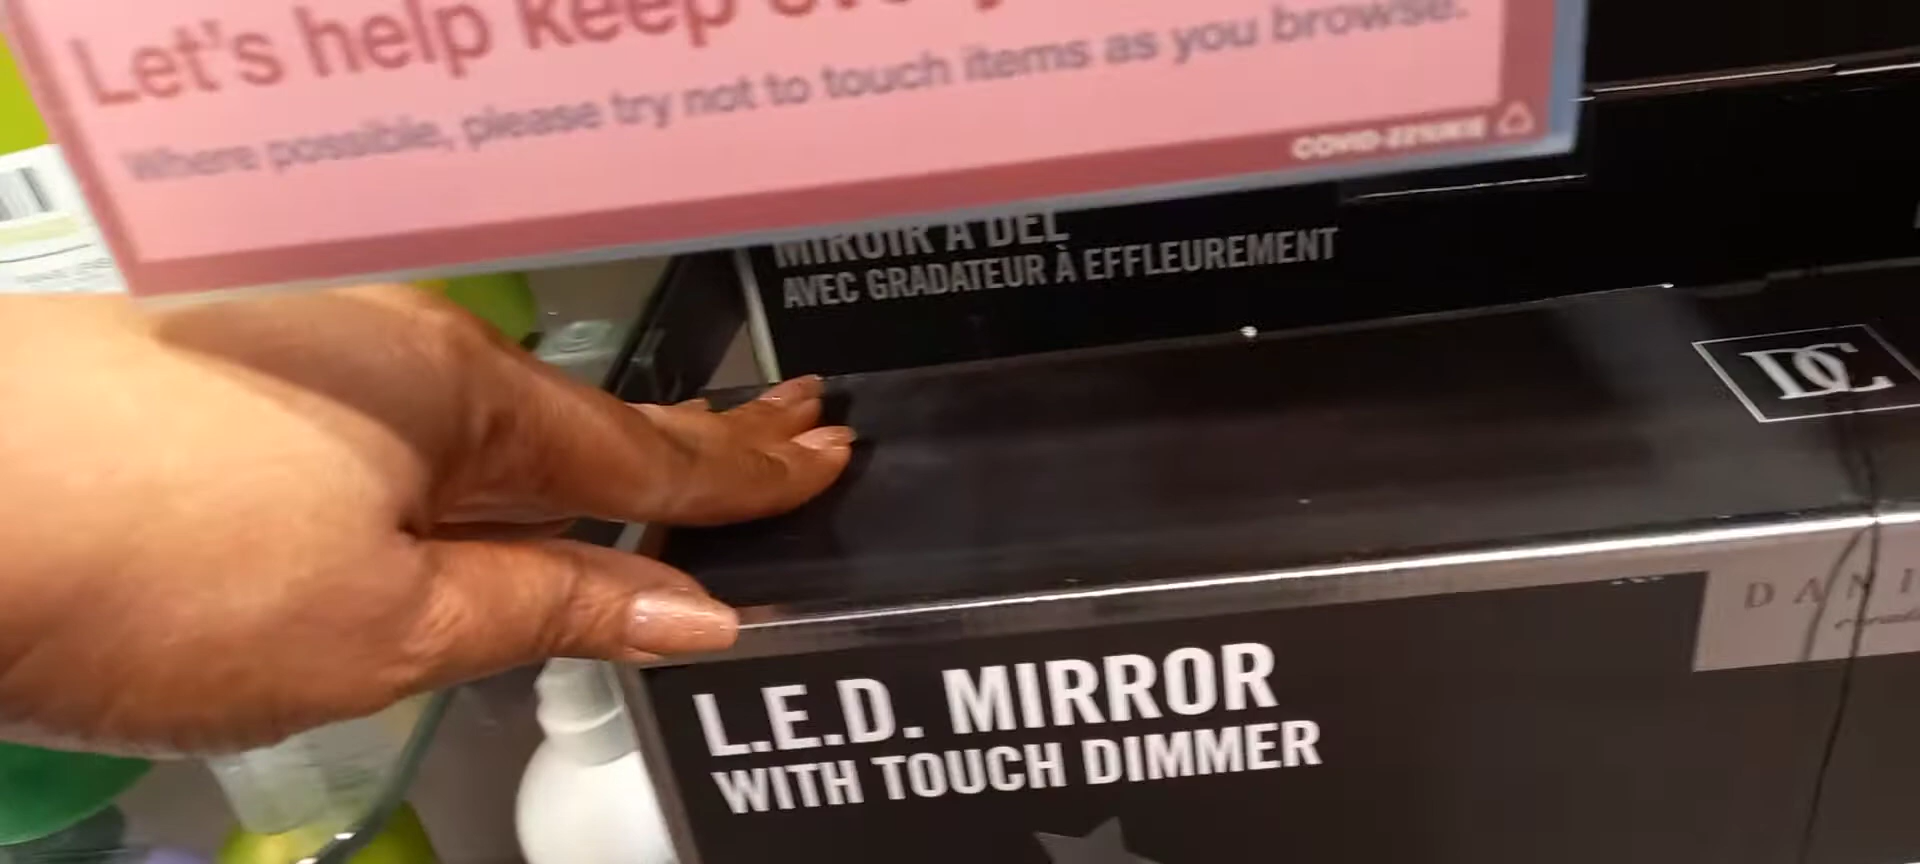 Let's help keep
Where possible, please try not to touch items as you browse.
MIROIR À DEL
AVEC GRADATEUR À EFFLEUREMENT
DC
DANI
L.E.D. MIRROR
WITH TOUCH DIMMER